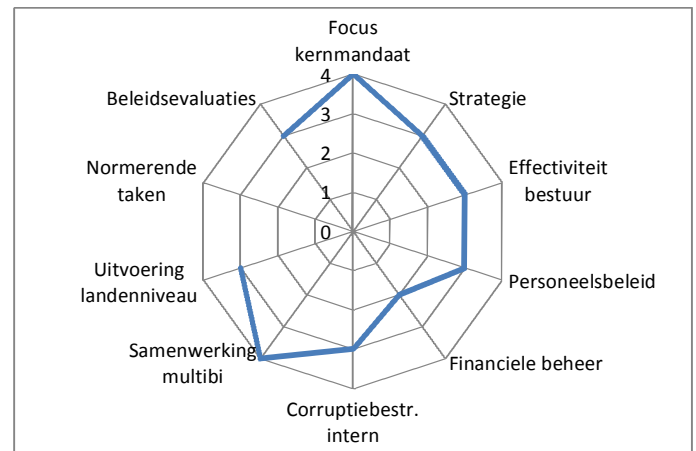 Focus
kernmandaat
Strategie
Effectiviteit
bestuur
Personeelsbeleid
Financiele beheer
Corruptiebestr.
intern
Samenwerking
multibi
Uitvoering
landenniveau
Normerende
taken
Beleidsevaluaties
4
3
2
1
0